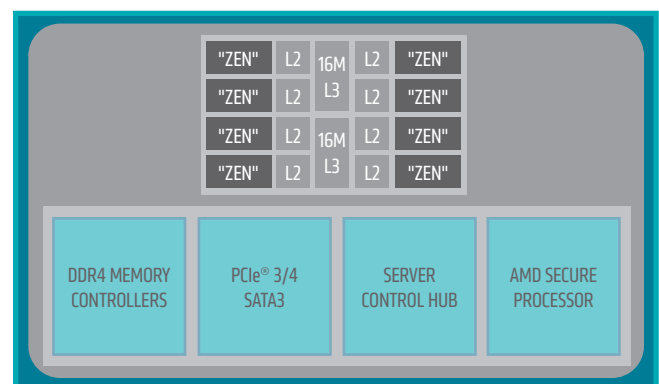 "ZEN" L2 16M L2 "ZEN"
"ZEN" L2 L3 L2 "ZEN"
"ZEN" L2 16M L2 "ZEN"
"ZEN" L2 L3 L2 "ZEN"
DDR4 MEMORY
CONTROLLERS
PCIe® 3/4
SATA3
SERVER
CONTROL HUB
AMD SECURE
PROCESSOR